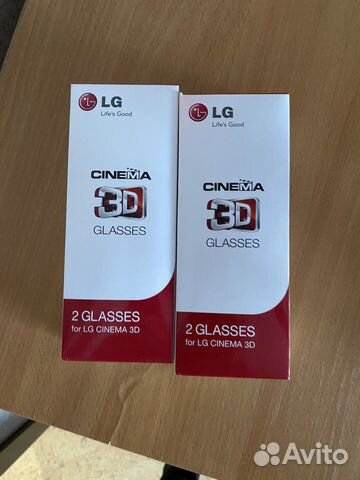 LG
Life's Good
CINEMA
3D
GLASSES
2 GLASSES
for LG CINEMA 3D
LG
Life's Good
CINEMA
3D
GLASSES
2 GLASSES
for LG CINEMA 3D
Avito